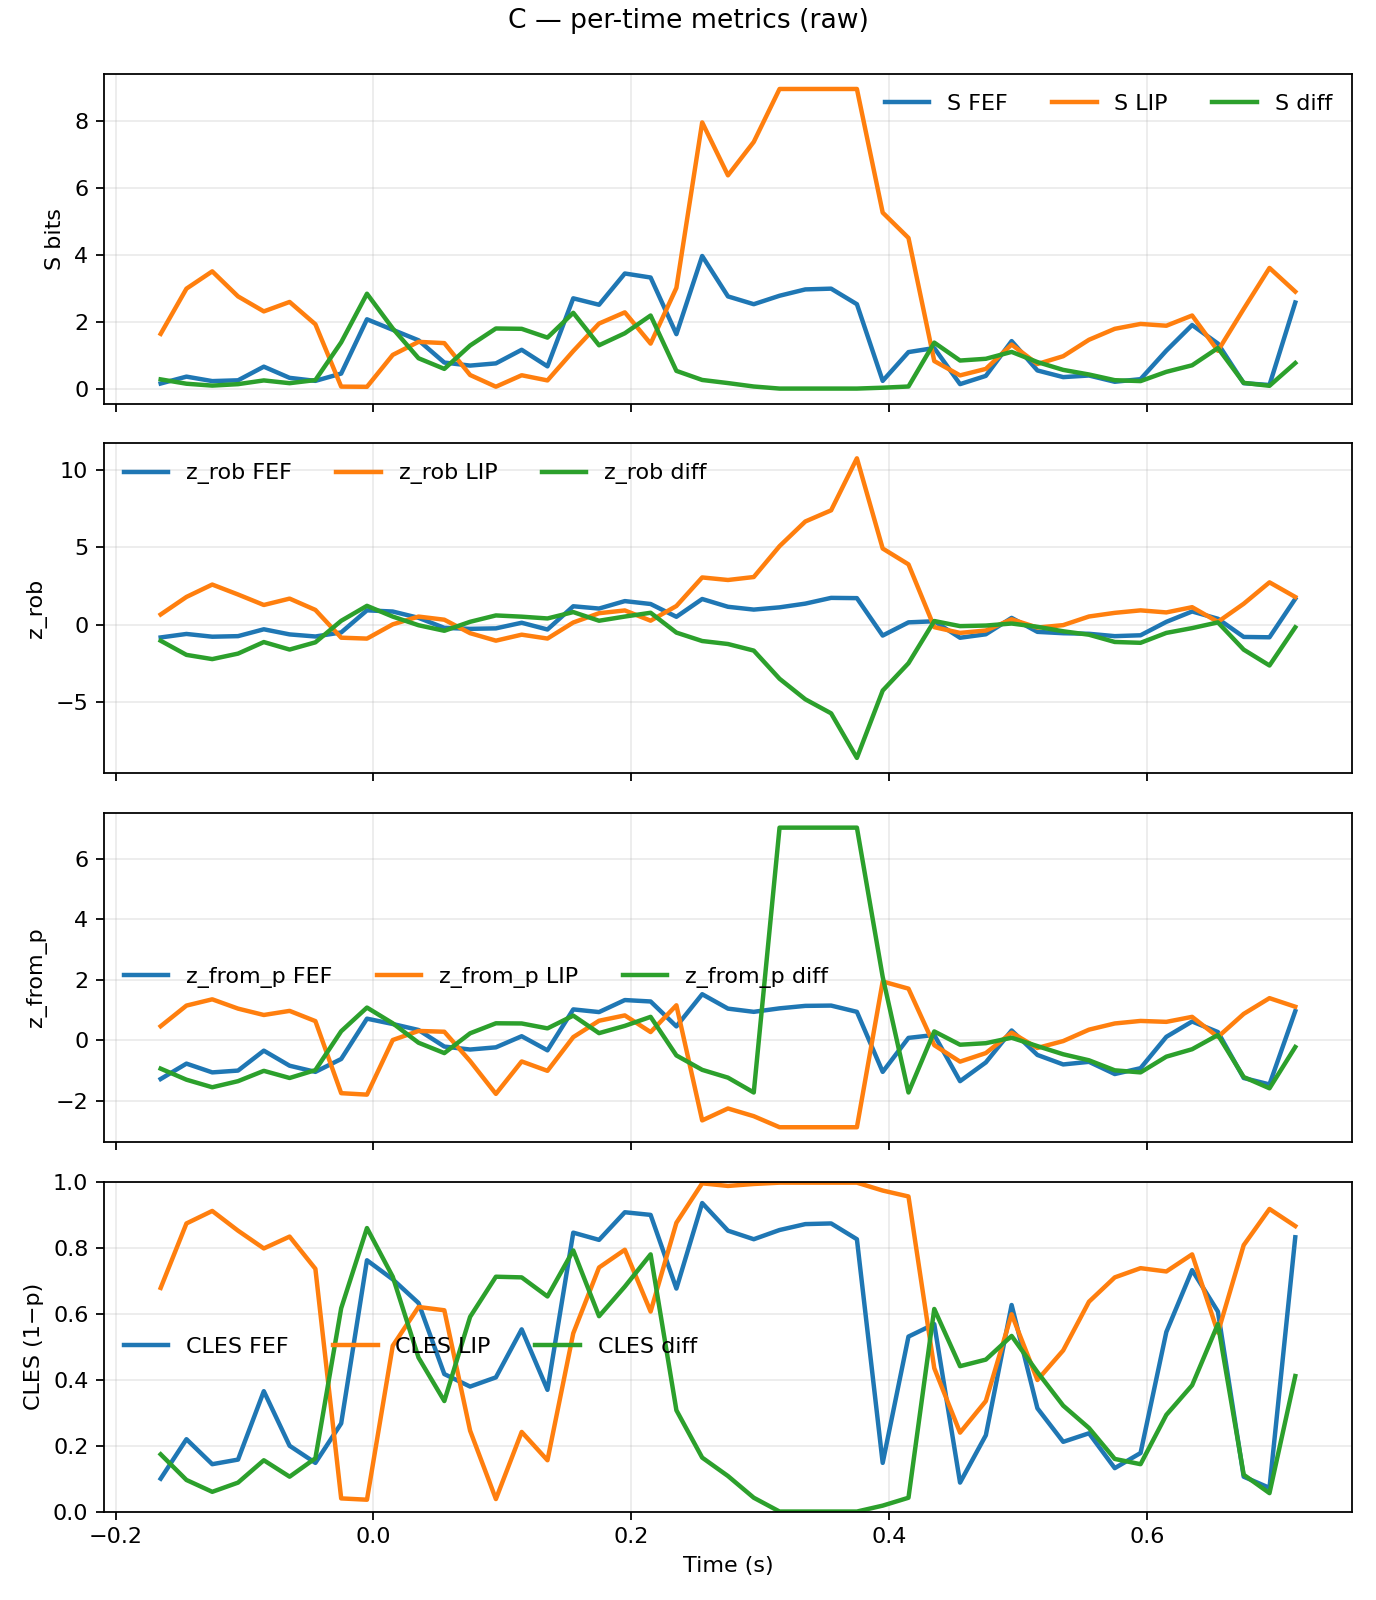 C — per-time metrics (raw)
S FEF S LIP S diff
8
6
4
2
0
S bits
z_rob FEF z_rob LIP z_rob diff
10
5
0
−5
z_rob
6
4
2
0
−2
z_from_p FEF z_from_p LIP z_from_p diff
z_from_p
1.0
0.8
0.6
0.4
0.2
0.0
CLES FEF CLES LIP CLES diff
CLES (1−p)
−0.2 0.0 0.2 0.4 0.6
Time (s)